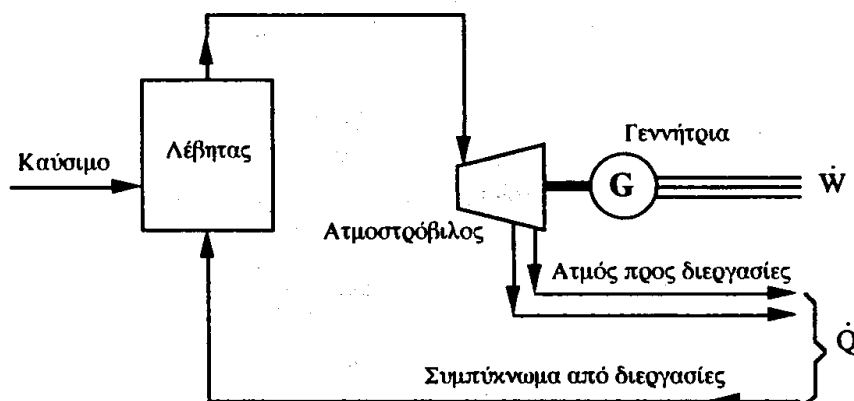 Καύσιμο
Λέβητας
Γεννήτρια
G
Ẇ
Ατμοστρόβιλος
Ατμός προς διεργασίες
Q̇
Συμπύκνωμα από διεργασίες